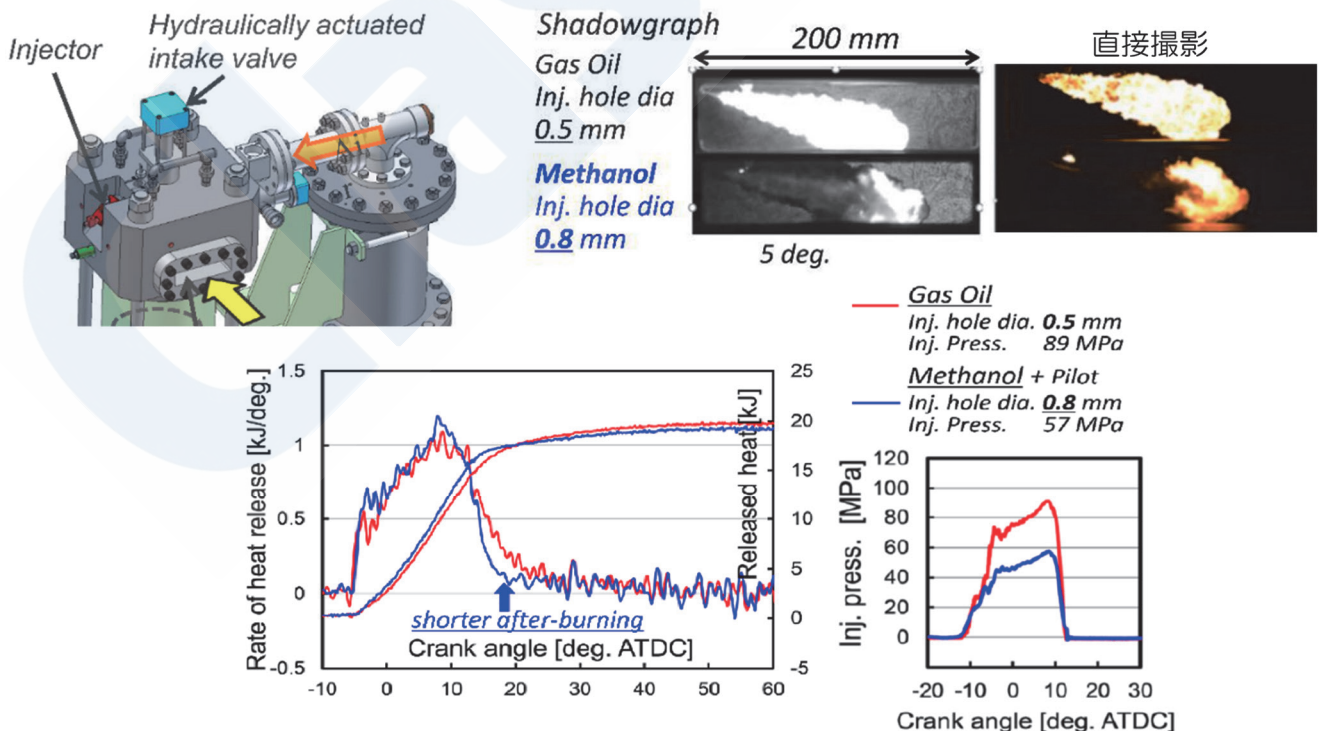 Injector
Hydraulically actuated
intake valve
Air
Shadowgraph
Gas Oil
Inj. hole dia
0.5 mm
Methanol
Inj. hole dia
0.8 mm
200 mm
5 deg.
直接撮影
Gas Oil
Inj. hole dia. 0.5 mm
Inj. Press. 89 MPa
Methanol + Pilot
Inj. hole dia. 0.8 mm
Inj. Press. 57 MPa
Rate of heat release [kJ/deg.]
1.5
1
0.5
0
-0.5
25
20
15
10
5
0
-5
Released heat [kJ]
shorter after-burning
Crank angle [deg. ATDC]
-10 0 10 20 30 40 50 60
Inj. press. [MPa]
120
100
80
60
40
20
0
-20 -10 0 10 20 30
Crank angle [deg. ATDC]